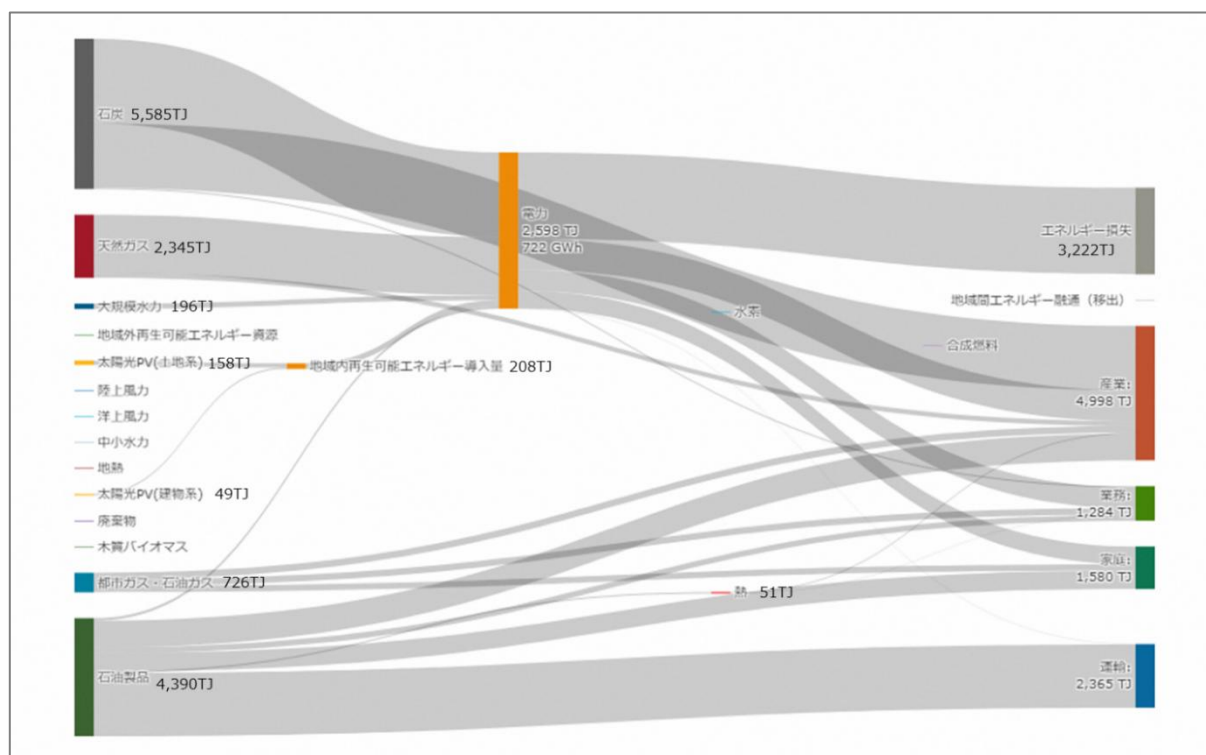 石炭 5,585TJ
天然ガス 2,345TJ
大規模水力 196TJ
地域外再生可能エネルギー資源
太陽光PV(土地系) 158TJ
陸上風力
洋上風力
中小水力
地熱
太陽光PV(建物系) 49TJ
廃棄物
木質バイオマス
都市ガス・石油ガス 726TJ
石油製品 4,390TJ
地域内再生可能エネルギー導入量 208TJ
電力
2,598 TJ
722 GWh
水素
熱 51TJ
合成燃料
エネルギー損失
3,222TJ
地域間エネルギー融通（移出）
産業:
4,998 TJ
業務:
1,284 TJ
家庭:
1,580 TJ
運輸:
2,365 TJ